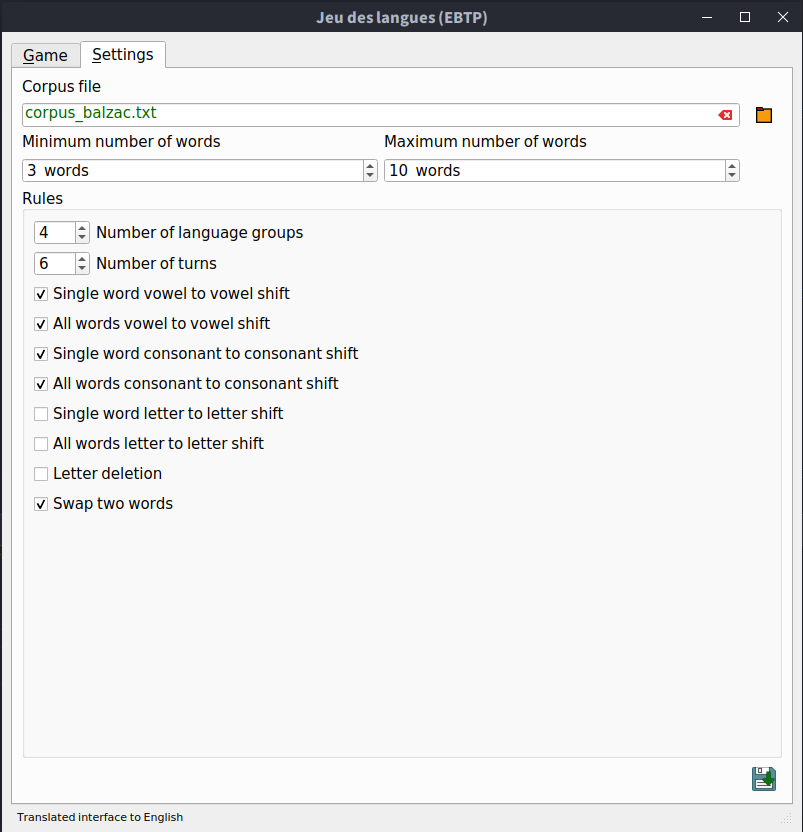 Jeu des langues (EBTP)
Game Settings
Corpus file
corpus_balzac.txt
Minimum number of words Maximum number of words
3 words 10 words
Rules
4 Number of language groups
6 Number of turns
Single word vowel to vowel shift
All words vowel to vowel shift
Single word consonant to consonant shift
All words consonant to consonant shift
Single word letter to letter shift
All words letter to letter shift
Letter deletion
Swap two words
Translated interface to English